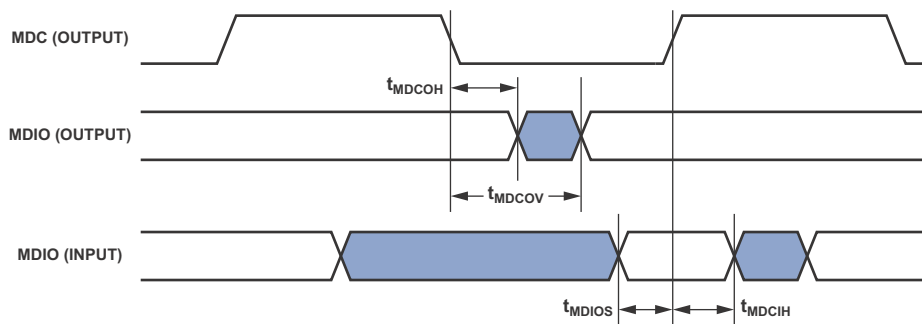 MDC (OUTPUT)
tMDCOH
MDIO (OUTPUT)
tMDCOV
MDIO (INPUT)
tMDIOS
tMDCIH